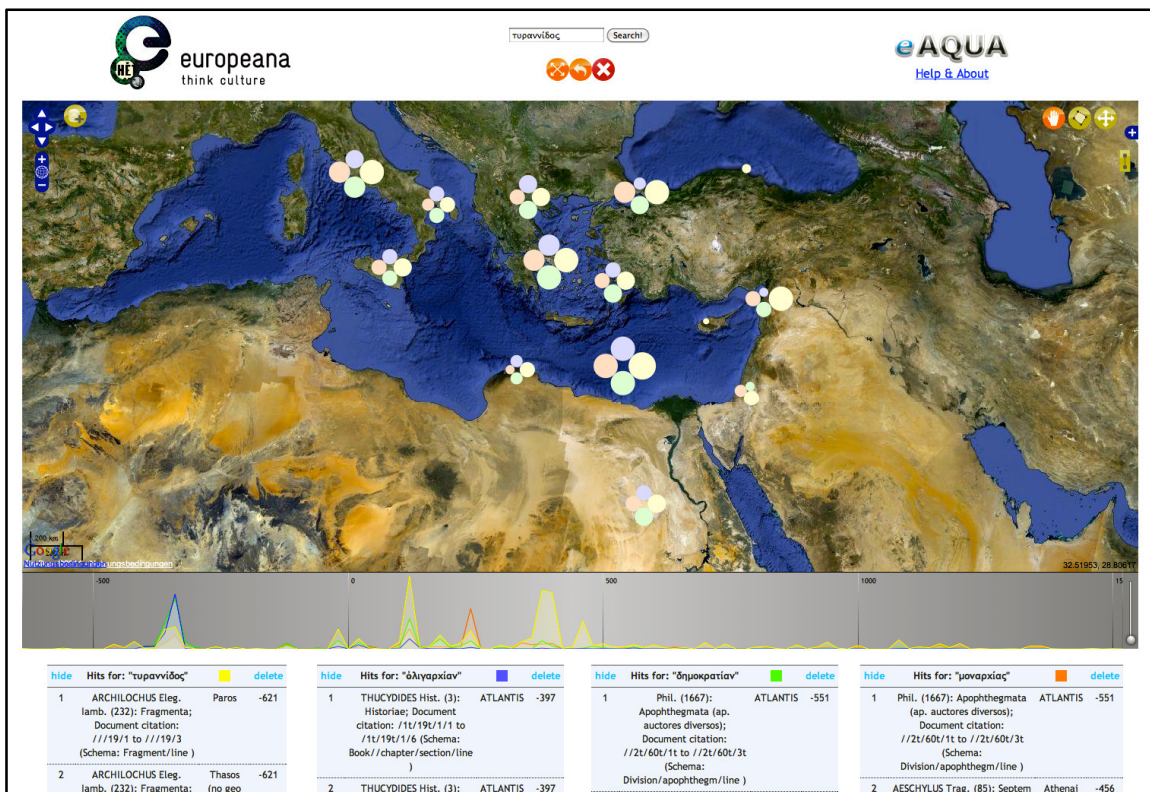 europeana
think culture
HÈ
τυραννίδος
Search!
eAQUA
Help & About
200 km
Nutzungsbedingungen
32.51953, 28.80617
-500
0
500
1000
15
hide Hits for: "τυραννίδος" delete
1 ARCHILOCHUS Eleg. Paros -621
Iamb. (232): Fragmenta;
Document citation:
///19/1 to ///19/3
(Schema: Fragment/line )
2 ARCHILOCHUS Eleg. Thasos -621
Iamb. (232): Fragmenta; (no geo
hide Hits for: "ὀλιγαρχίαν" delete
1 THUCYDIDES Hist. (3): ATLANTIS -397
Historiae; Document
citation: /1t/19t/1/1 to
/1t/19t/1/6 (Schema:
Book//chapter/section/line
)
2 THUCYDIDES Hist. (3): ATLANTIS -397
hide Hits for: "δημοκρατίαν" delete
1 Phil. (1667): ATLANTIS -551
Apophthegmata (ap.
auctores diversos);
Document citation:
//2t/60t/1t to //2t/60t/3t
(Schema:
Division/apophthegm/line )
hide Hits for: "μοναρχίας" delete
1 Phil. (1667): Apophthegmata ATLANTIS -551
(ap. auctores diversos);
Document citation:
//2t/60t/1t to //2t/60t/3t
(Schema:
Division/apophthegm/line )
2 AESCHYLUS Trag. (85): Septem Athenai -456